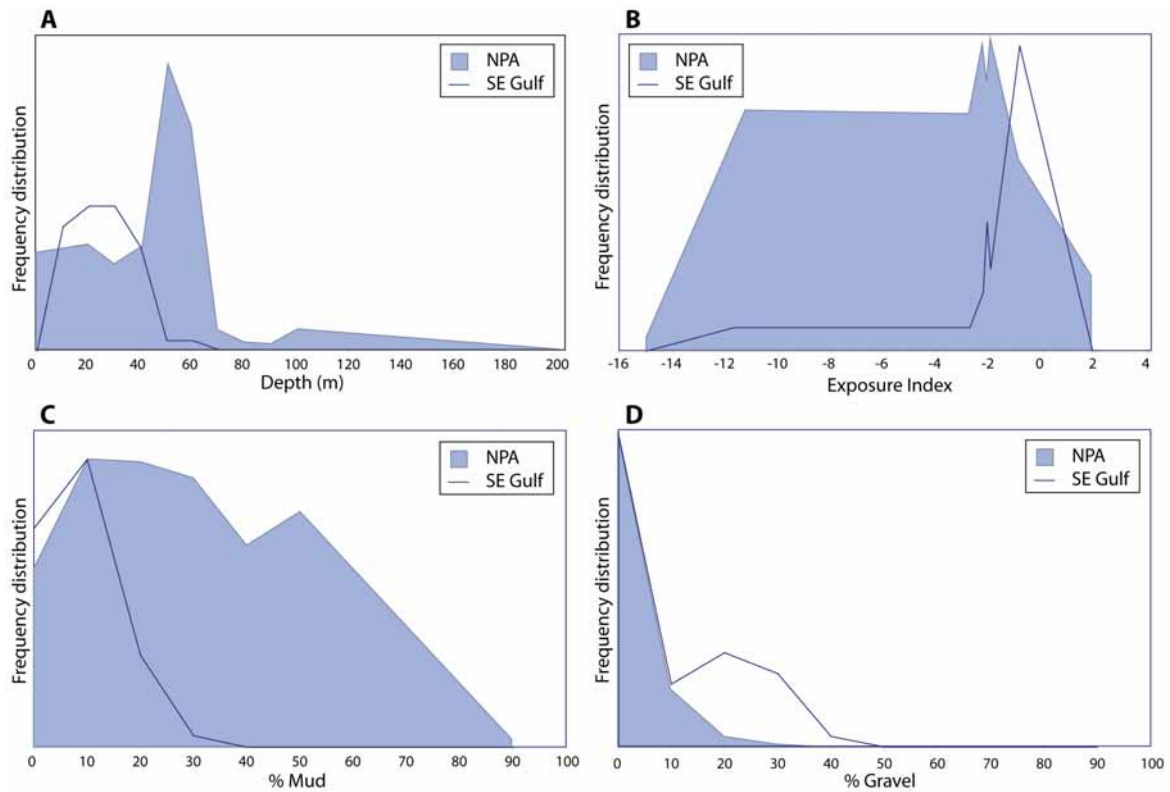 A
NPA
SE Gulf
Frequency distribution
0 20 40 60 80 100 120 140 160 180 200
Depth (m)
B
NPA
SE Gulf
Frequency distribution
-16 -14 -12 -10 -8 -6 -4 -2 0 2 4
Exposure Index
C
NPA
SE Gulf
Frequency distribution
0 10 20 30 40 50 60 70 80 90 100
% Mud
D
NPA
SE Gulf
Frequency distribution
0 10 20 30 40 50 60 70 80 90 100
% Gravel